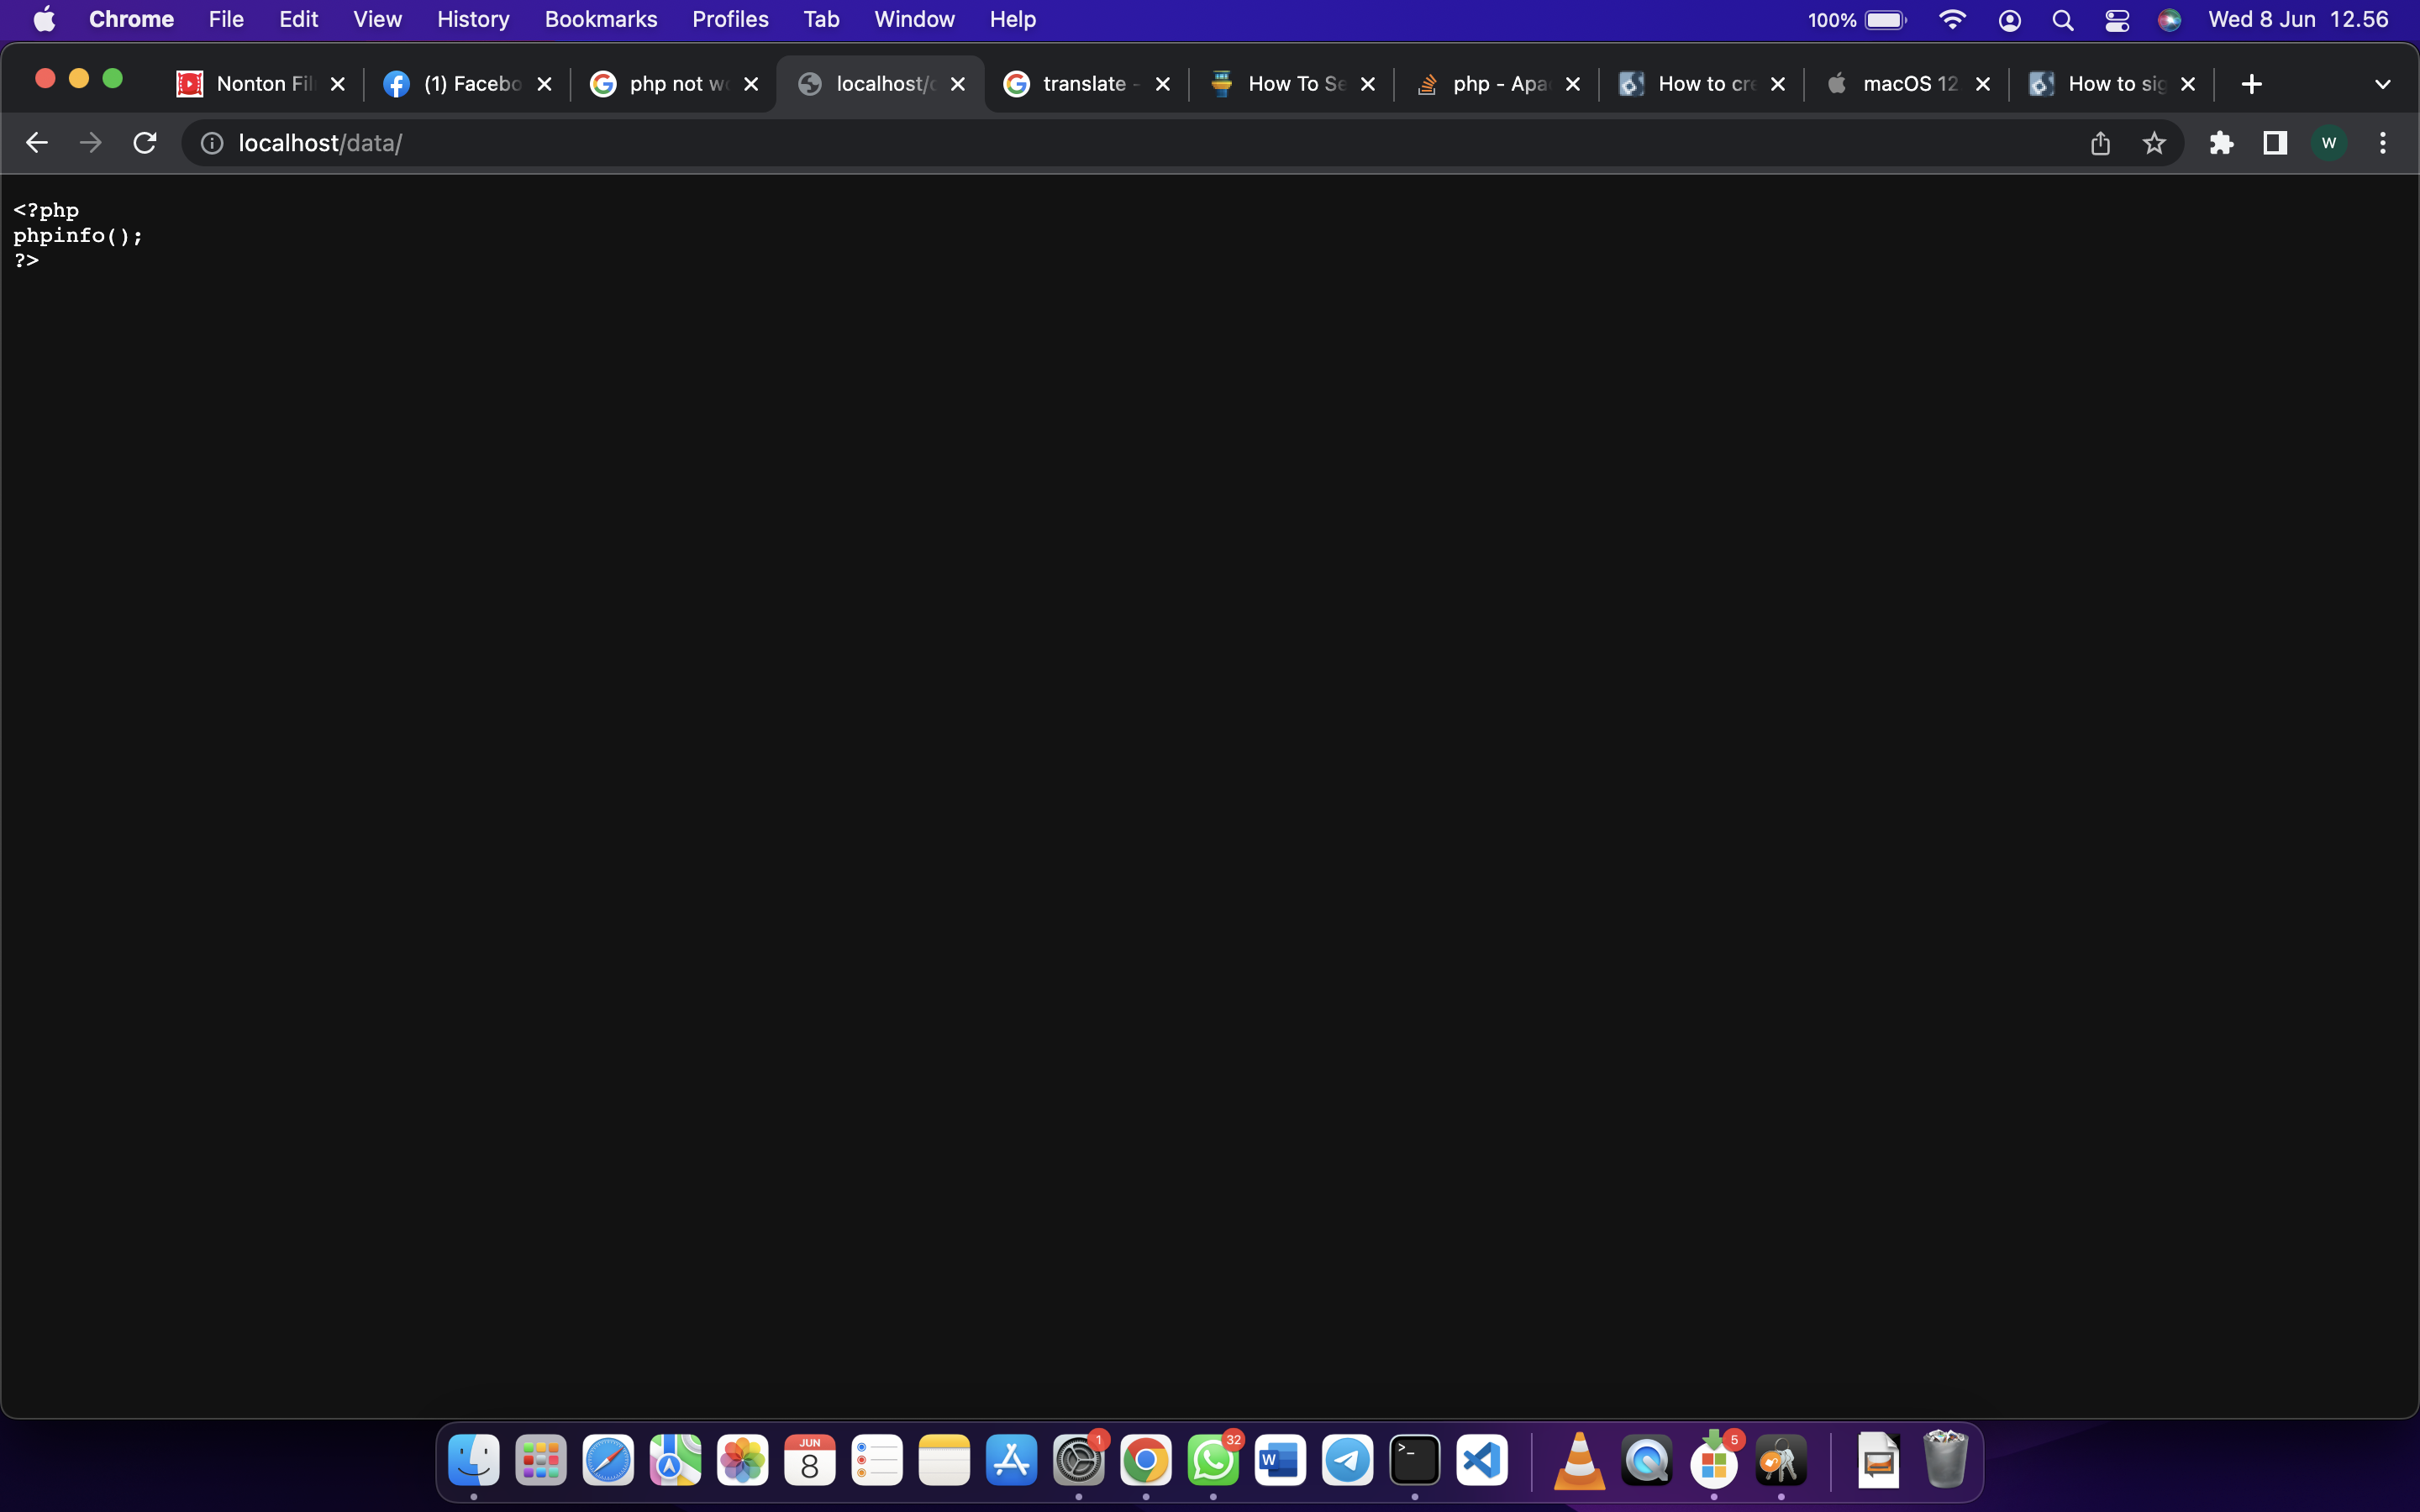 Chrome File Edit View History Bookmarks Profiles Tab Window Help 100% Wed 8 Jun 12.56
Nonton Fil (1) Facebo php not w localhost/ translate - How To Se php - Apa How to cre macOS 12 How to sig
localhost/data/ W
<?php
phpinfo();
?>
JUN 1 32 5
8 W >_